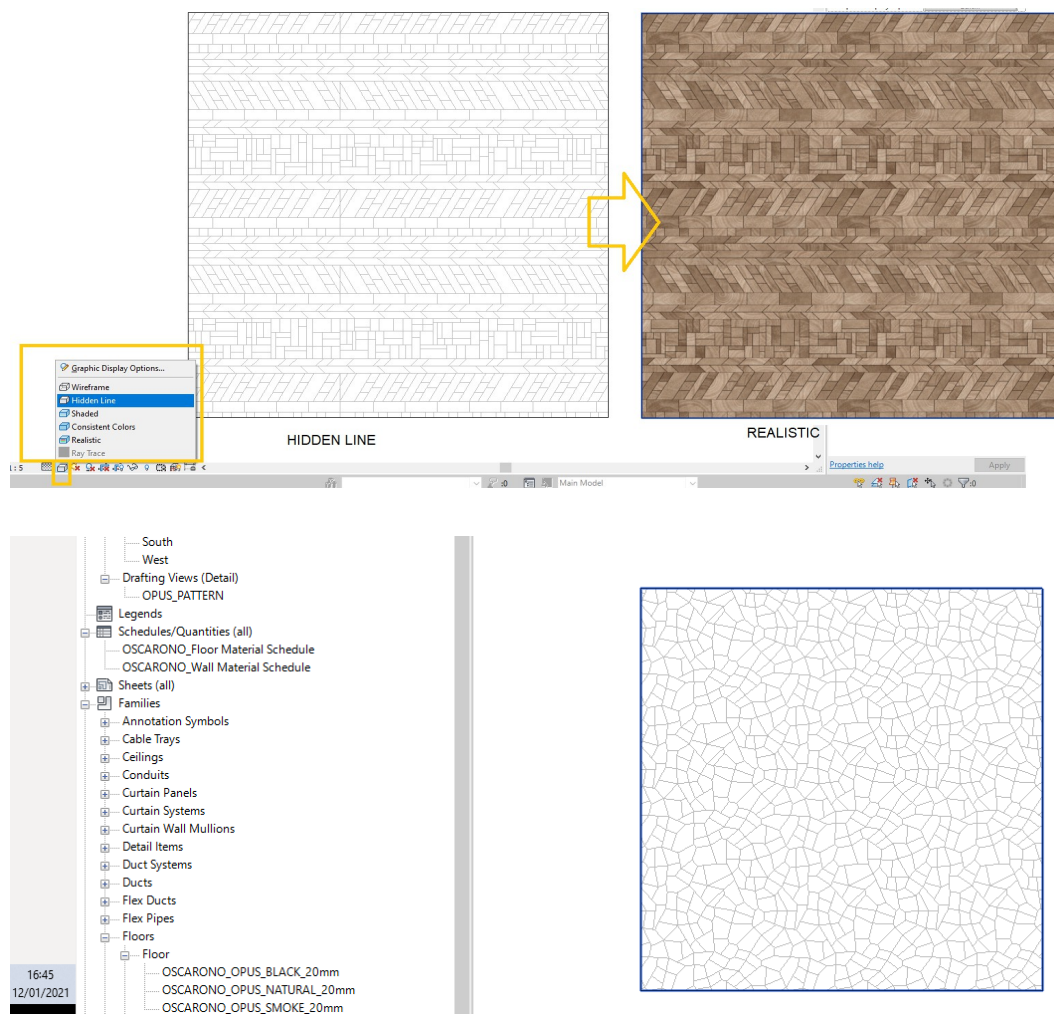 Graphic Display Options...
Wireframe
Hidden Line
Shaded
Consistent Colors
Realistic
Ray Trace
HIDDEN LINE
REALISTIC
1 : 5
Properties help
Apply
:0
Main Model
:0
South
West
Drafting Views (Detail)
OPUS_PATTERN
Legends
Schedules/Quantities (all)
OSCARONO_Floor Material Schedule
OSCARONO_Wall Material Schedule
Sheets (all)
Families
Annotation Symbols
Cable Trays
Ceilings
Conduits
Curtain Panels
Curtain Systems
Curtain Wall Mullions
Detail Items
Duct Systems
Ducts
Flex Ducts
Flex Pipes
Floors
Floor
OSCARONO_OPUS_BLACK_20mm
OSCARONO_OPUS_NATURAL_20mm
OSCARONO_OPUS_SMOKE_20mm
16:45
12/01/2021